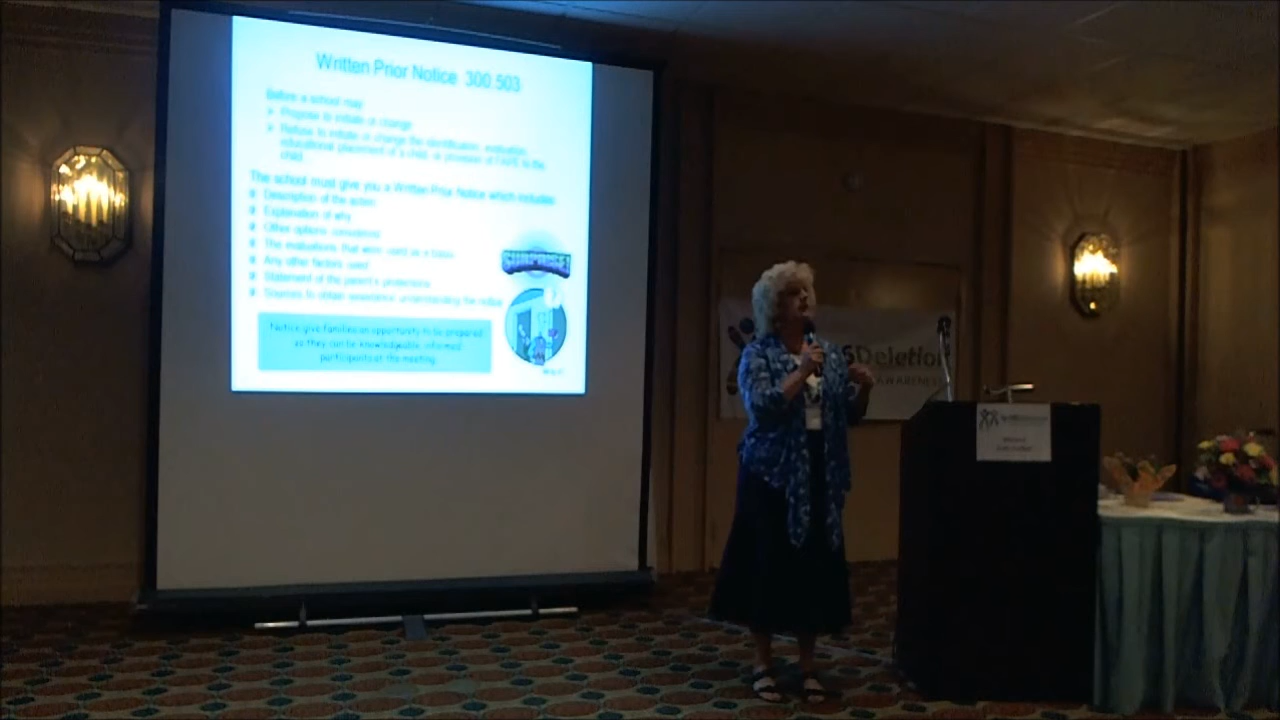 Written Prior Notice 300.503
Before a school may
Propose to initiate or change
Refuse to initiate or change the identification, evaluation,
educational placement of a child or provision of FAPE to the
child
The school must give you a Written Prior Notice which includes
Description of the action
Explanation of why
Other options considered
The evaluations that were used as a basis
Any other factors used
Statement of the parent's protections
Sources to obtain assistance understanding the notice
SURPRISE!
Notice give families an opportunity to be prepared
so they can be knowledgeable, informed
participants at the meeting.
Deletion
AWARENESS